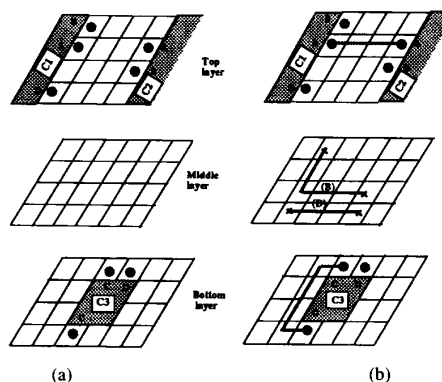 C1
C2
Top
layer
C1
C2
Middle
layer
(B)
(D)
C3
Bottom
layer
C3
(a)
(b)